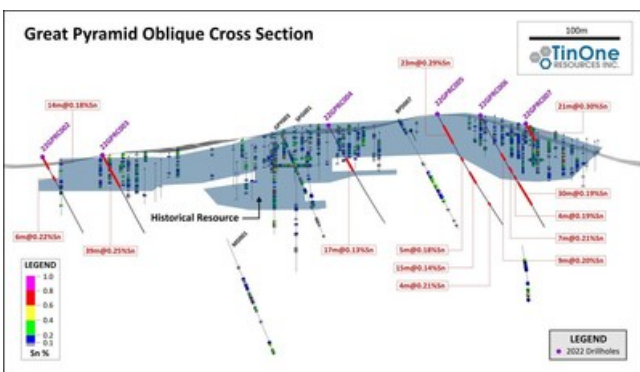 Great Pyramid Oblique Cross Section
100m
TinOne
RESOURCES INC.
23m@0.29%Sn
14m@0.18%Sn
21m@0.30%Sn
22GPRC002
22GPRC003
22GPRC004
22GPRC005
22GPRC006
22GPRC007
Historical Resource
6m@0.22%Sn
39m@0.25%Sn
17m@0.13%Sn
5m@0.18%Sn
15m@0.14%Sn
4m@0.21%Sn
30m@0.19%Sn
4m@0.19%Sn
7m@0.21%Sn
9m@0.20%Sn
LEGEND
1.0
0.8
0.6
0.4
0.2
0.1
Sn %
LEGEND
2022 Drillholes